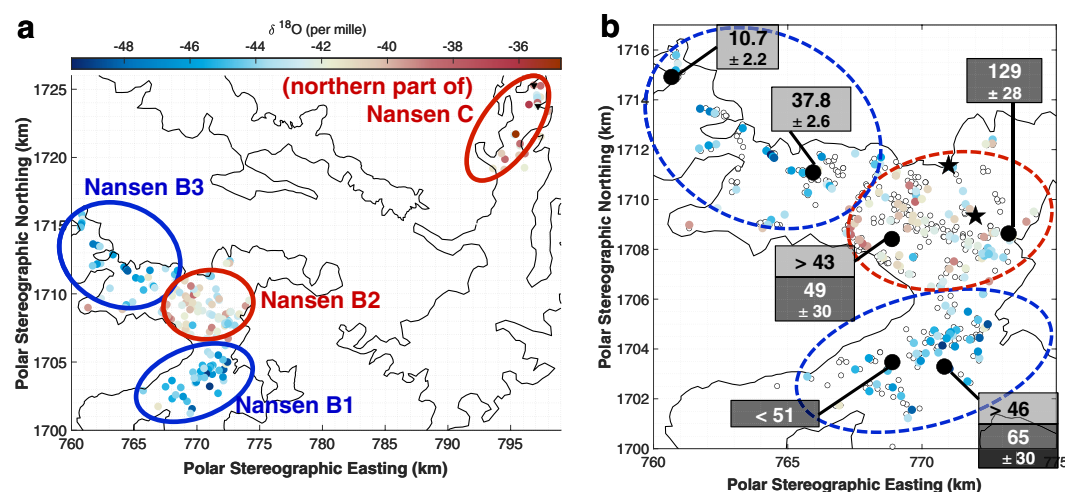 a
δ 18O (per mille)
-48 -46 -44 -42 -40 -38 -36
(northern part of)
Nansen C
Nansen B3
Nansen B2
Nansen B1
1725
1720
1715
1710
1705
1700
760 765 770 775 780 785 790 795
Polar Stereographic Easting (km)
Polar Stereographic Northing (km)
b
10.7
± 2.2
37.8
± 2.6
129
± 28
> 43
49
± 30
< 51
> 46
65
± 30
1716
1714
1712
1710
1708
1706
1704
1702
1700
760 765 770 775
Polar Stereographic Easting (km)
Polar Stereographic Northing (km)